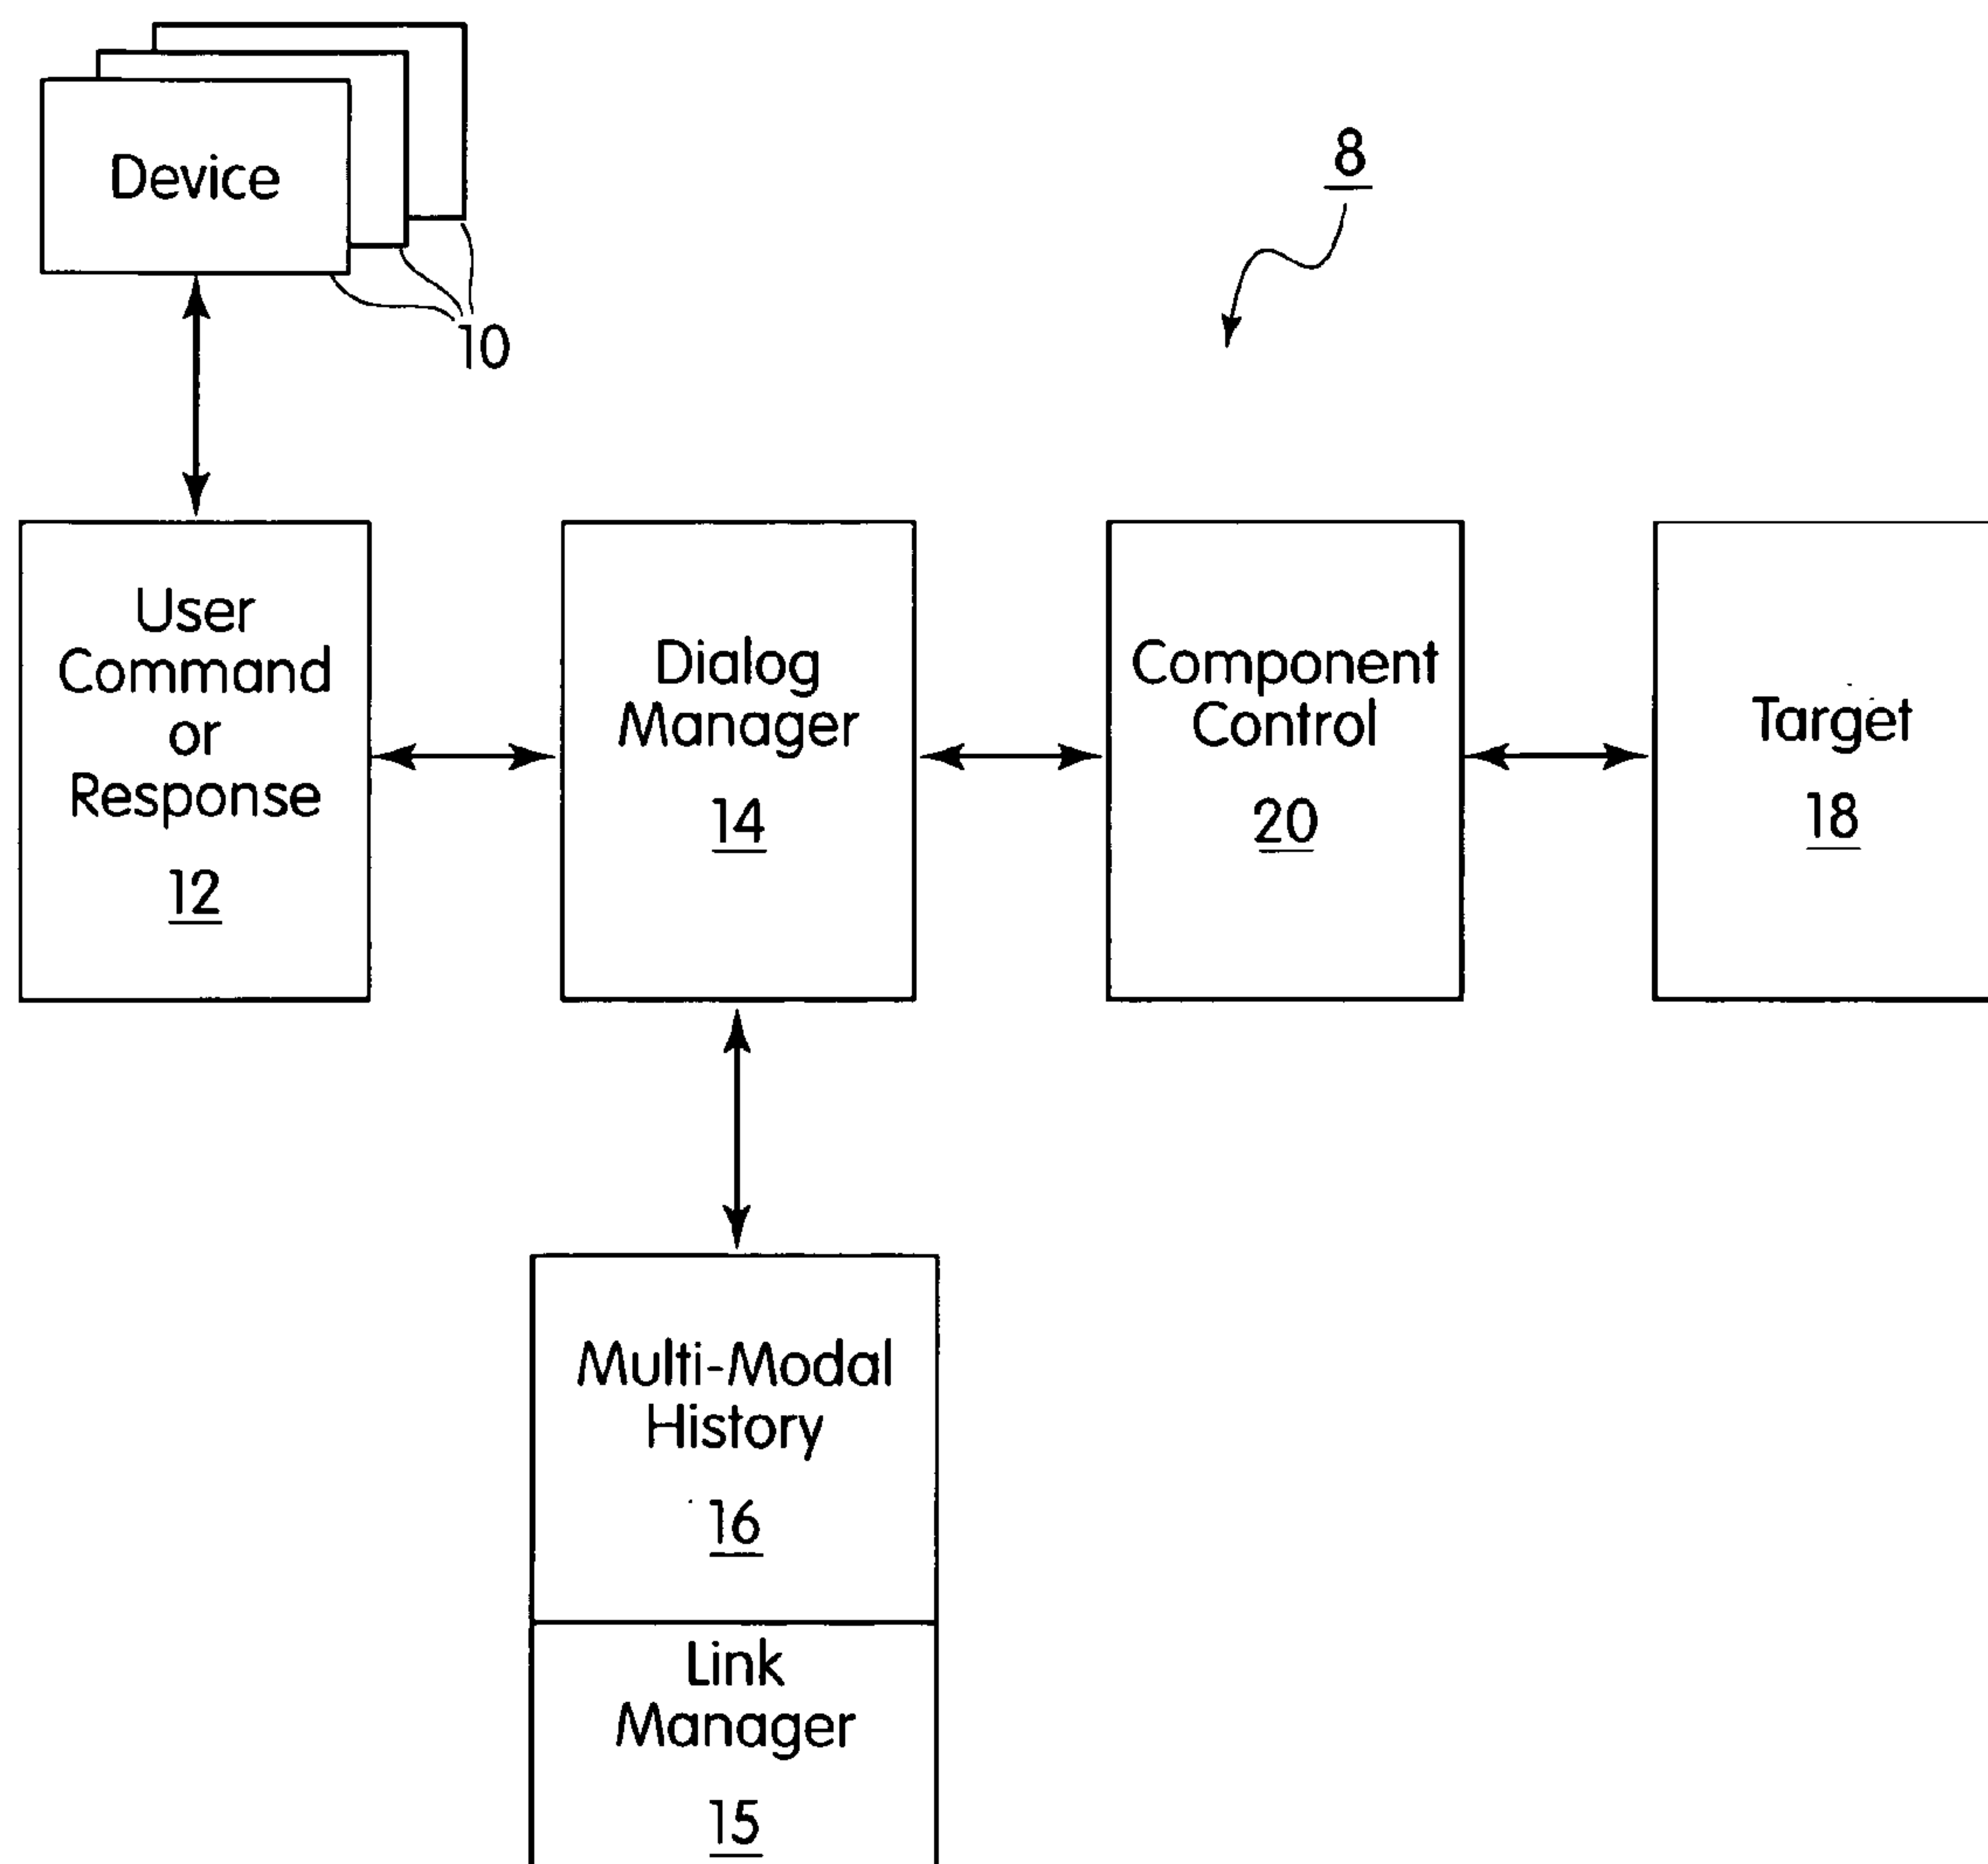 Device
8
10
User
Command
or
Response
12
Dialog
Manager
14
Component
Control
20
Target
18
Multi-Modal
History
16
Link
Manager
15